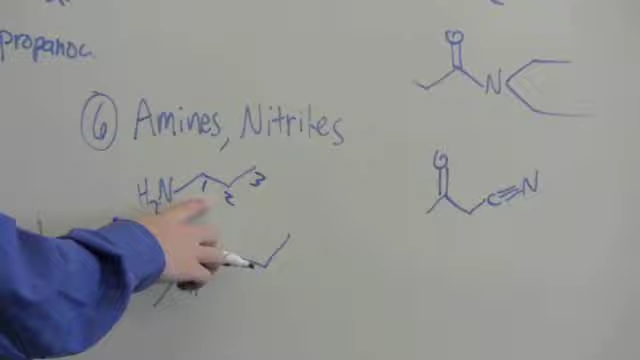 propanoc.
6 Amines, Nitriles
H₂N 1 2 3
O
N
O
C≡N